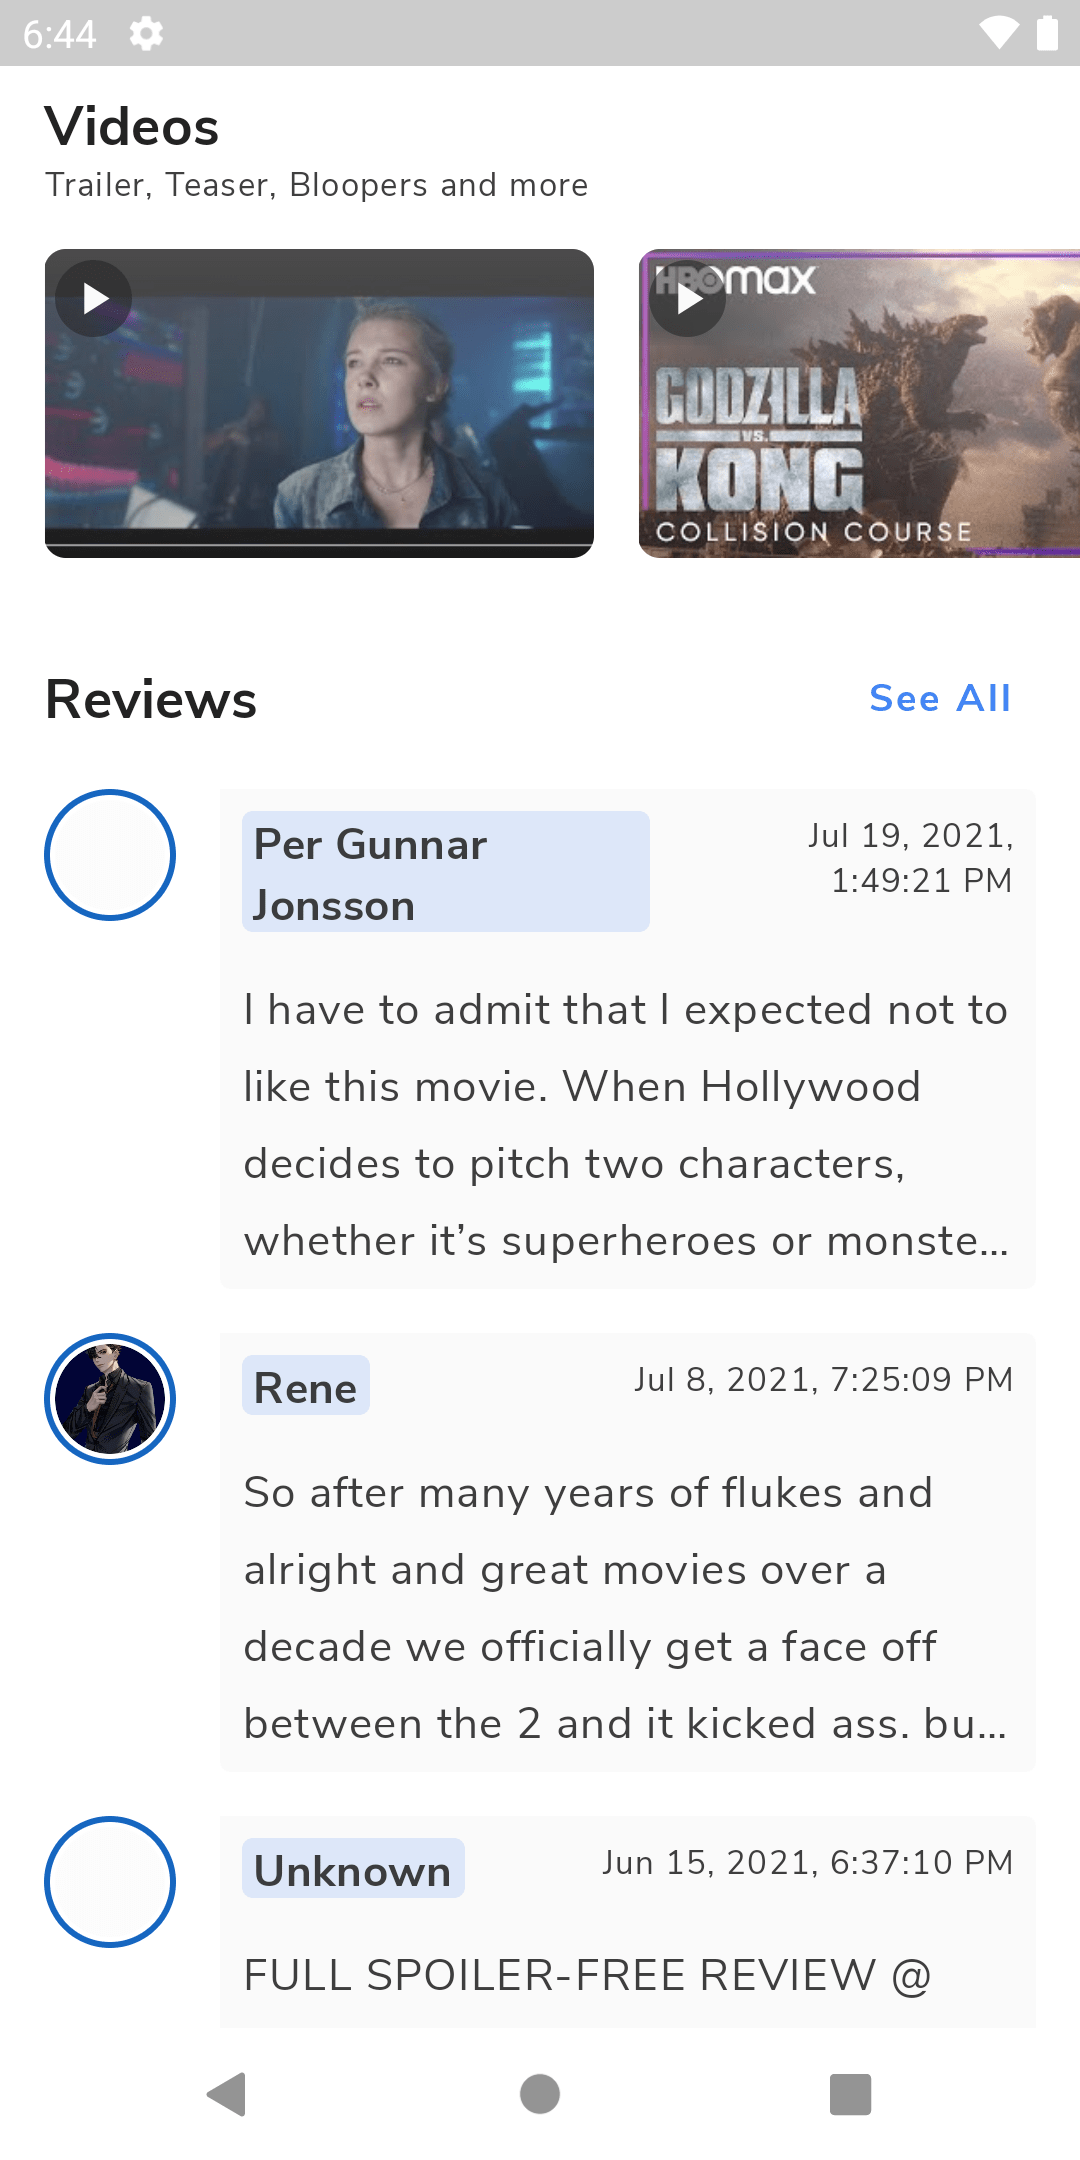 6:44
Videos
Trailer, Teaser, Bloopers and more
HBOmax
GODZILLA
VS.
KONG
COLLISION COURSE
Reviews
See All
Per Gunnar
Jonsson
Jul 19, 2021,
1:49:21 PM
I have to admit that I expected not to
like this movie. When Hollywood
decides to pitch two characters,
whether it’s superheroes or monste...
Rene
Jul 8, 2021, 7:25:09 PM
So after many years of flukes and
alright and great movies over a
decade we officially get a face off
between the 2 and it kicked ass. bu...
Unknown
Jun 15, 2021, 6:37:10 PM
FULL SPOILER-FREE REVIEW @